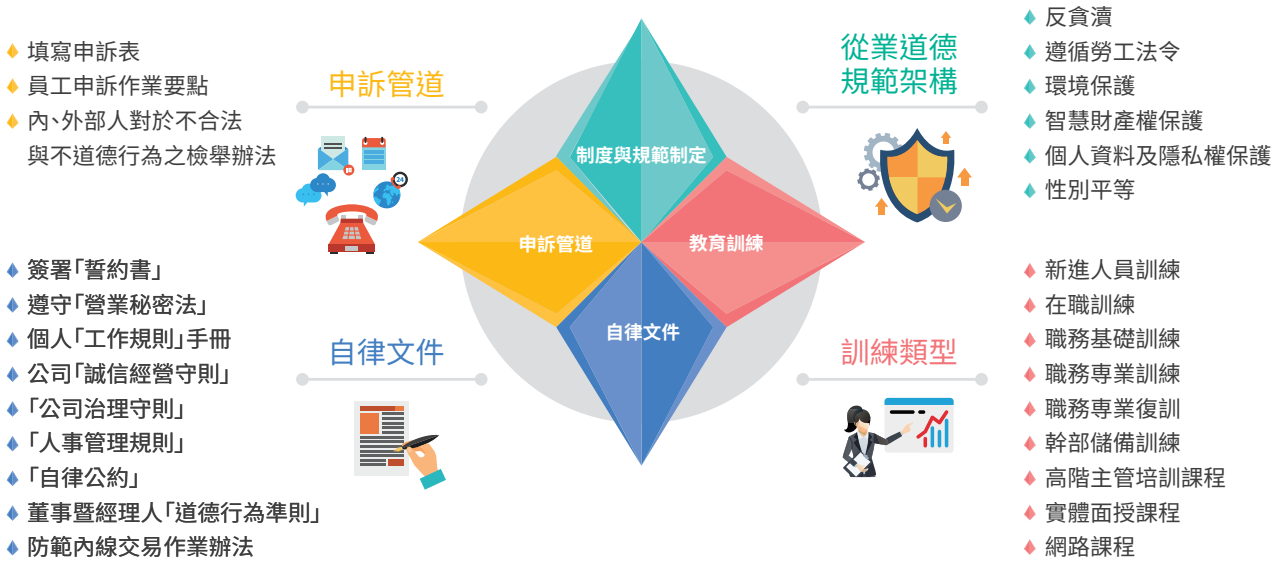 申訴管道
填寫申訴表
員工申訴作業要點
內、外部人對於不合法
與不道德行為之檢舉辦法
24
從業道德
規範架構
反貪瀆
遵循勞工法令
環境保護
智慧財產權保護
個人資料及隱私權保護
性別平等
制度與規範制定
申訴管道
教育訓練
自律文件
自律文件
簽署「誓約書」
遵守「營業秘密法」
個人「工作規則」手冊
公司「誠信經營守則」
「公司治理守則」
「人事管理規則」
「自律公約」
董事暨經理人「道德行為準則」
防範內線交易作業辦法
訓練類型
新進人員訓練
在職訓練
職務基礎訓練
職務專業訓練
職務專業復訓
幹部儲備訓練
高階主管培訓課程
實體面授課程
網路課程